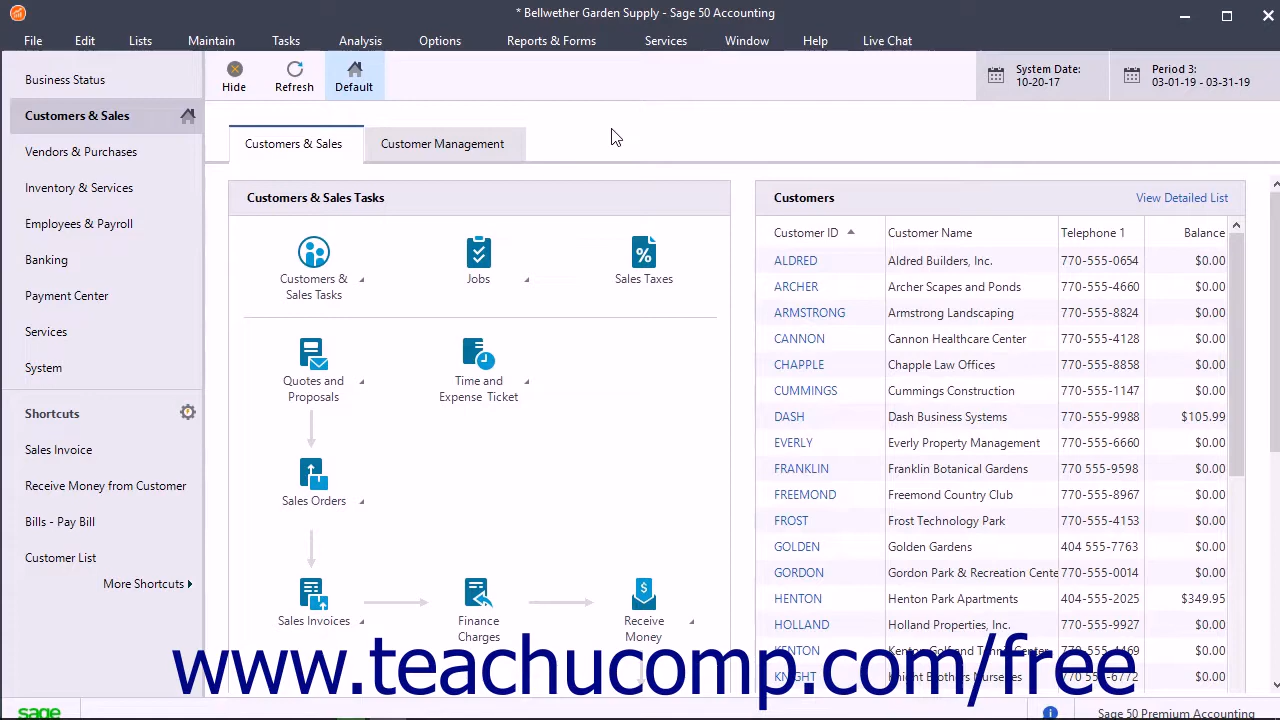 * Bellwether Garden Supply - Sage 50 Accounting
File Edit Lists Maintain Tasks Analysis Options Reports & Forms Services Window Help Live Chat
Business Status
Customers & Sales
Vendors & Purchases
Inventory & Services
Employees & Payroll
Banking
Payment Center
Services
System
Shortcuts
Sales Invoice
Receive Money from Customer
Bills - Pay Bill
Customer List
More Shortcuts
Hide Refresh Default
System Date:
10-20-17
Period 3:
03-01-19 - 03-31-19
Customers & Sales Customer Management
Customers & Sales Tasks
Customers &
Sales Tasks
Jobs
Sales Taxes
Quotes and
Proposals
Time and
Expense Ticket
Sales Orders
Sales Invoices
Finance
Charges
Receive
Money
Customers View Detailed List
Customer ID Customer Name Telephone 1 Balance
ALDRED Aldred Builders, Inc. 770-555-0654 $0.00
ARCHER Archer Scapes and Ponds 770-555-4660 $0.00
ARMSTRONG Armstrong Landscaping 770-555-8824 $0.00
CANNON Cannon Healthcare Center 770-555-4128 $0.00
CHAPPLE Chapple Law Offices 770-555-8858 $0.00
CUMMINGS Cummings Construction 770-555-1147 $0.00
DASH Dash Business Systems 770-555-9988 $105.99
EVERLY Everly Property Management 770-555-6660 $0.00
FRANKLIN Franklin Botanical Gardens 770 555-9598 $0.00
FREEMOND Freemond Country Club 770-555-8967 $0.00
FROST Frost Technology Park 770-555-4153 $0.00
GOLDEN Golden Gardens 404 555-7763 $0.00
GORDON Gordon Park & Recreation Cente 770-555-0014 $0.00
HENTON Henton Park Apartments 404-555-2025 $349.95
HOLLAND Holland Properties, Inc. 770-555-9927 $0.00
KENTON Kenton Golf and Tennis Center $0.00
KNIGHT Knight Brothers Nurseries 770-555-6772 $0.00
www.teachucomp.com/free
sage
Sage 50 Premium Accounting